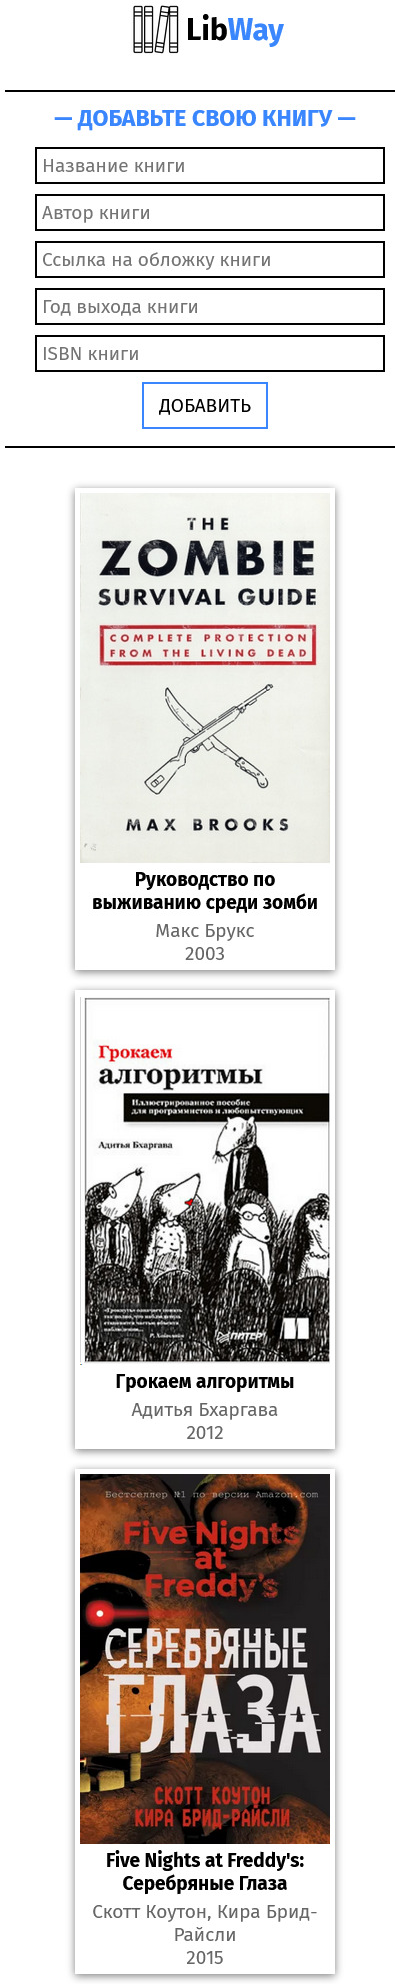 LibWay
— ДОБАВЬТЕ СВОЮ КНИГУ —
Название книги
Автор книги
Ссылка на обложку книги
Год выхода книги
ISBN книги
ДОБАВИТЬ
THE
ZOMBIE
SURVIVAL GUIDE
COMPLETE PROTECTION
FROM THE LIVING DEAD
MAX BROOKS
Руководство по
выживанию среди зомби
Макс Брукс
2003
Грокаем
алгоритмы
Иллюстрированное пособие
для программистов и любопытствующих
Адитья Бхаргава
ПИТЕР
Грокаем алгоритмы
Адитья Бхаргава
2012
Бестселлер №1 по версии Amazon.com
Five Nights
at
Freddy's
СЕРЕБРЯНЫЕ
ГЛАЗА
СКОТТ КОУТОН
КИРА БРИД-РАЙСЛИ
Five Nights at Freddy's:
Серебряные Глаза
Скотт Коутон, Кира Брид-
Райсли
2015